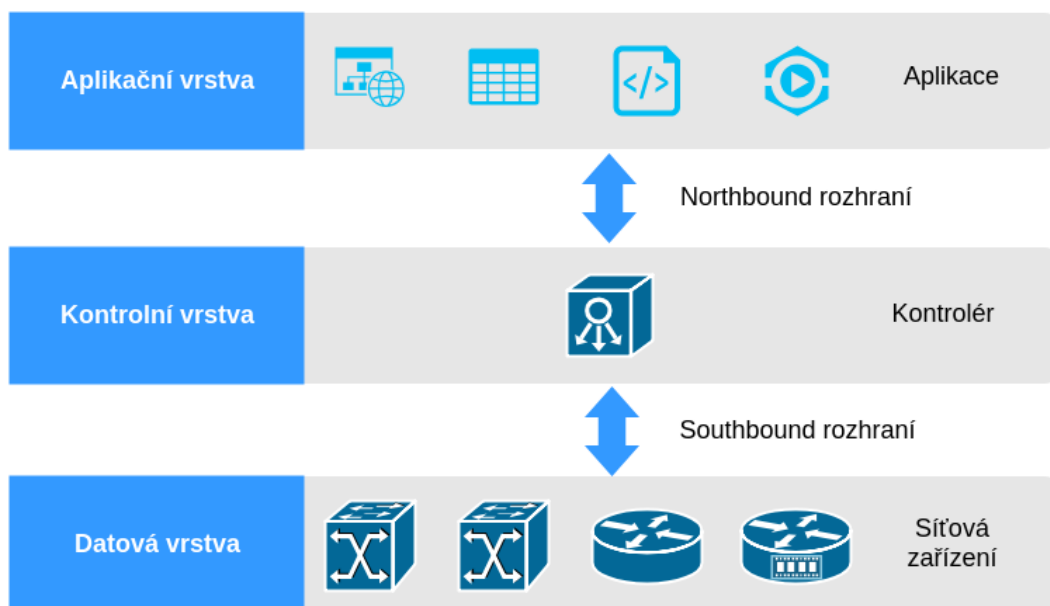 Aplikační vrstva
</>
Aplikace
Northbound rozhraní
Kontrolní vrstva
Kontrolér
Southbound rozhraní
Datová vrstva
Síťová
zařízení